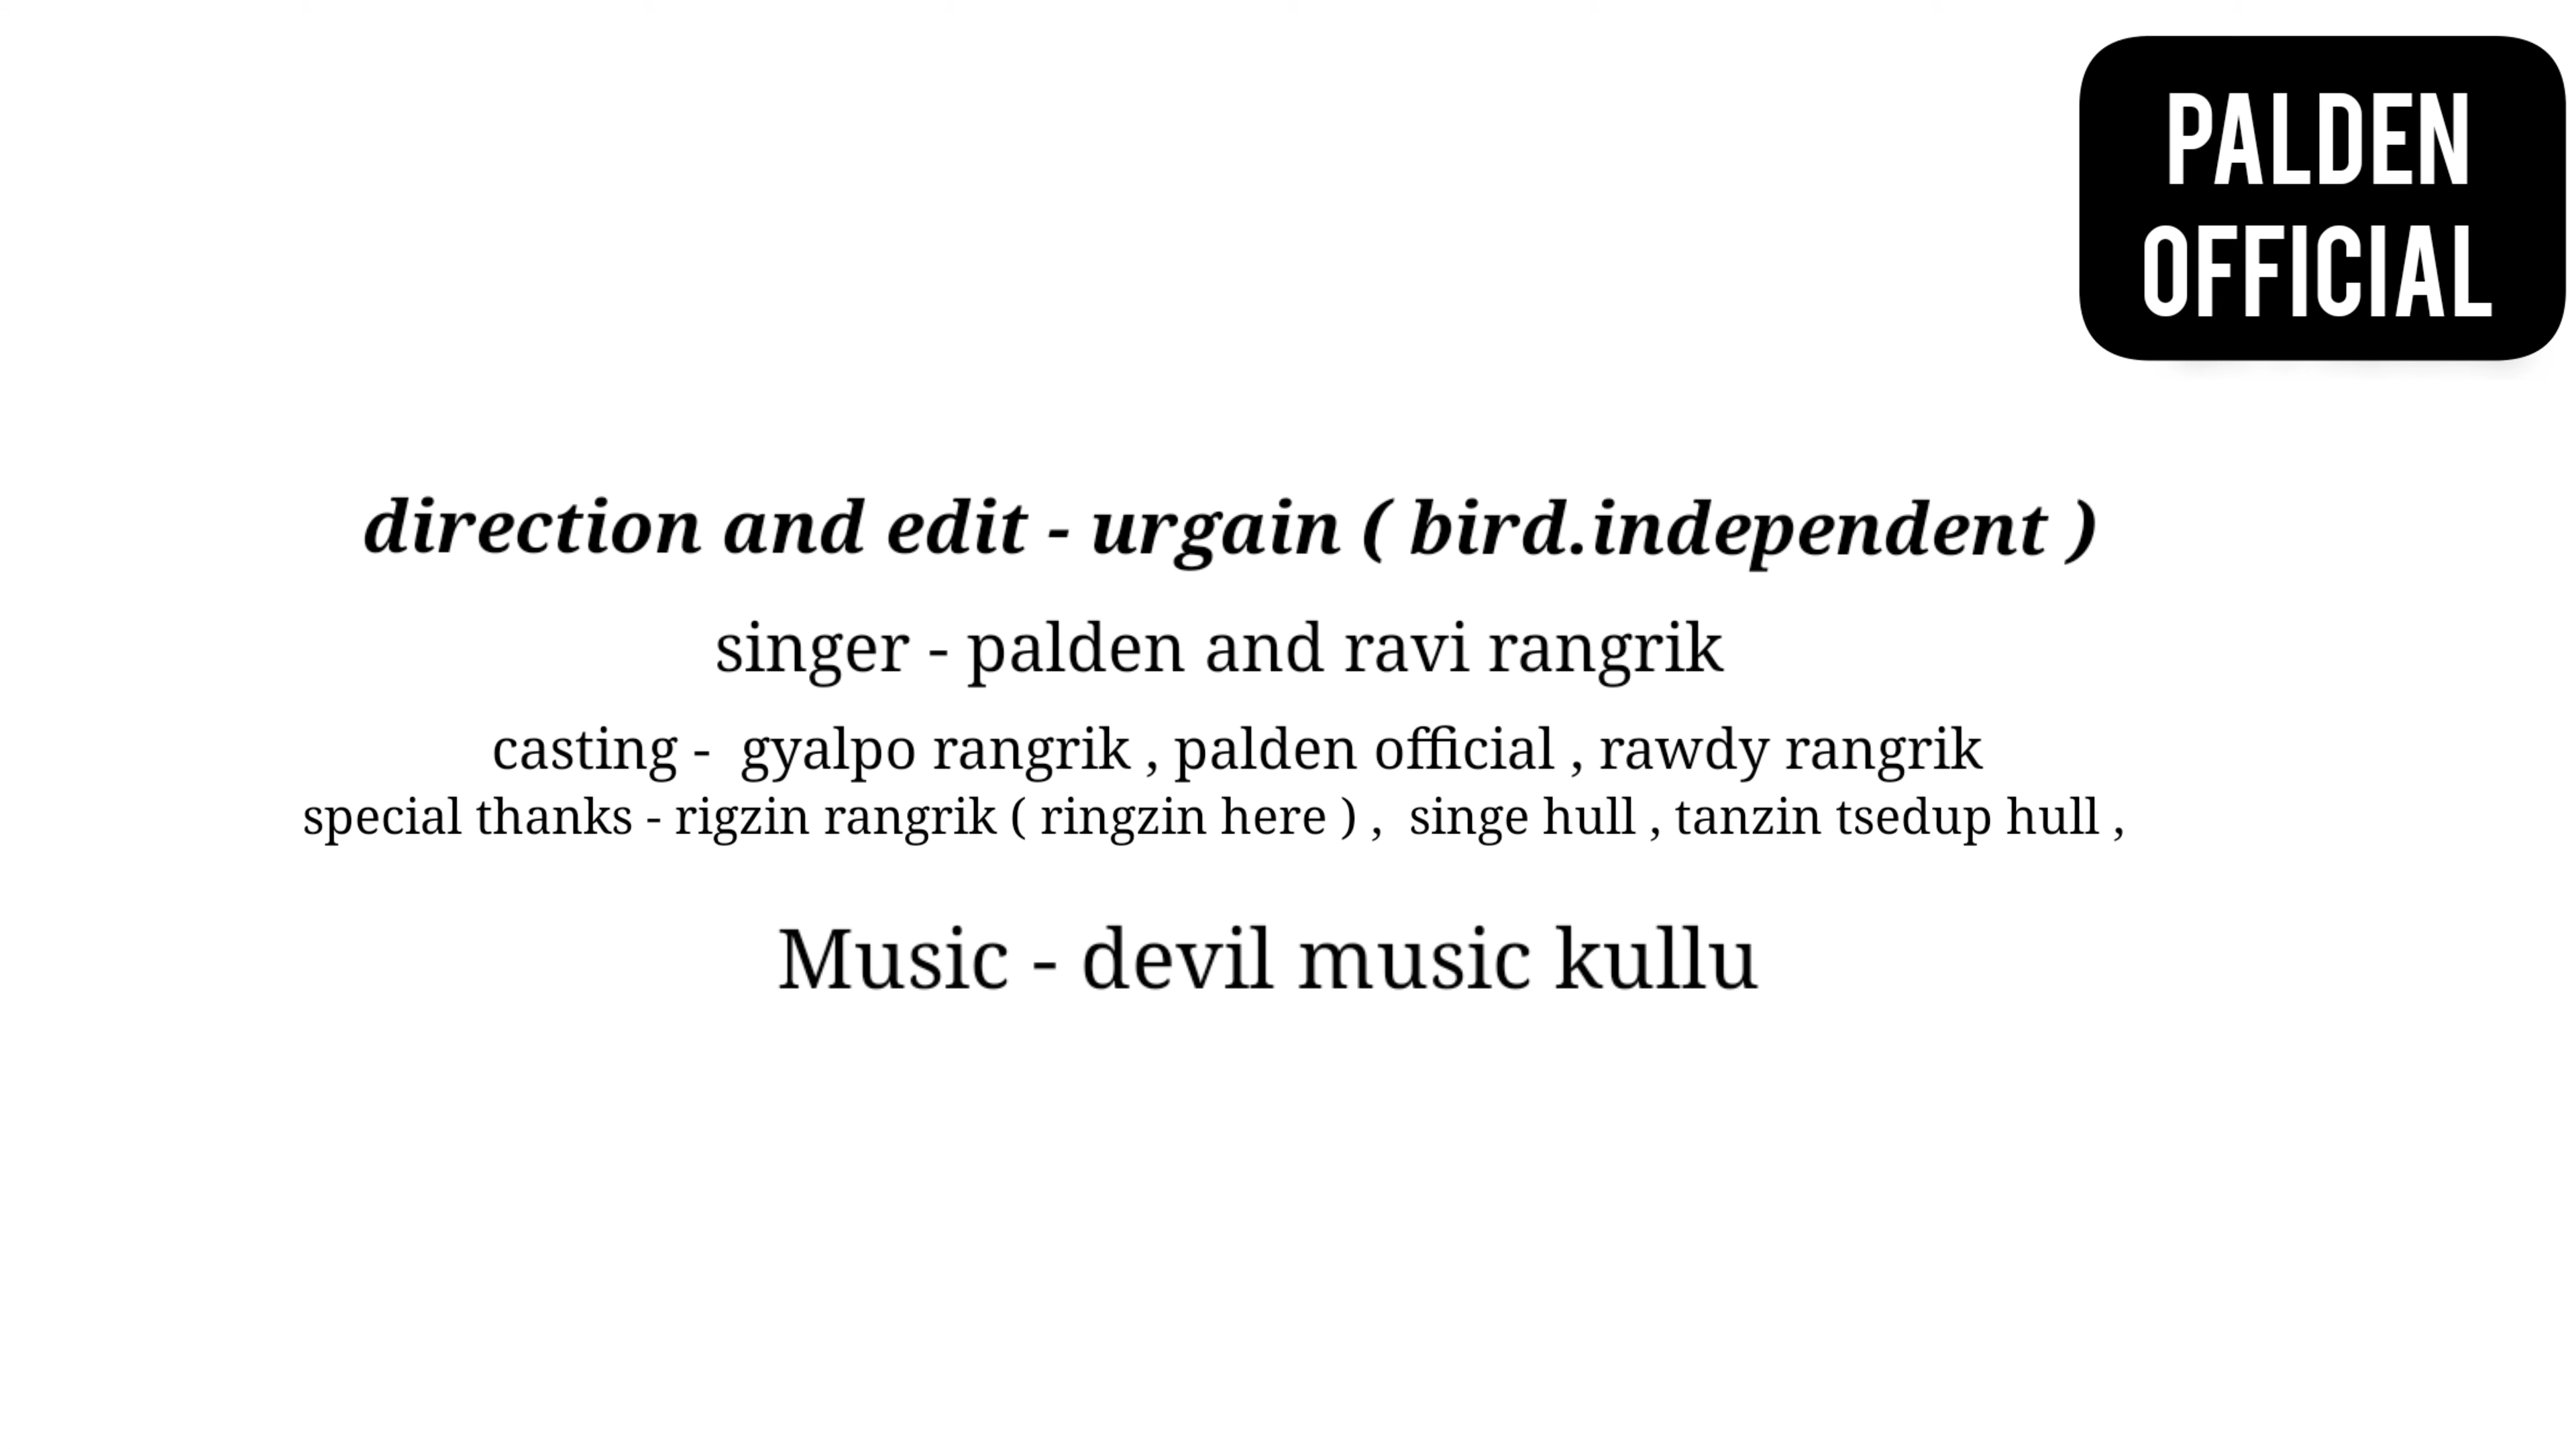 PALDEN
OFFICIAL
direction and edit - urgain ( bird.independent )
singer - palden and ravi rangrik
casting -  gyalpo rangrik , palden official , rawdy rangrik
special thanks - rigzin rangrik ( ringzin here ) ,  singe hull , tanzin tsedup hull ,
Music - devil music kullu